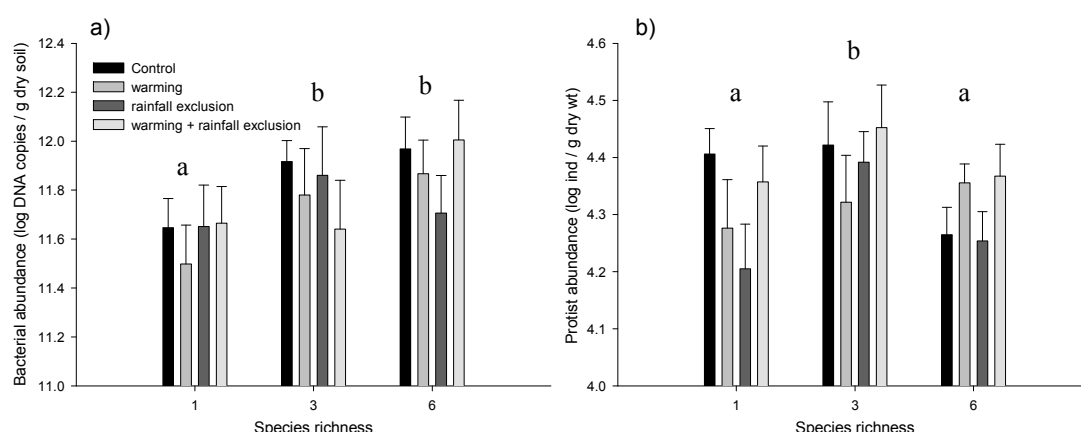 a)
12.4
12.2
12.0
11.8
11.6
11.4
11.2
11.0
Bacterial abundance (log DNA copies / g dry soil)
Control
warming
rainfall exclusion
warming + rainfall exclusion
a
b
b
1
3
6
Species richness
b)
4.6
4.5
4.4
4.3
4.2
4.1
4.0
Protist abundance (log ind / g dry wt)
a
b
a
1
3
6
Species richness